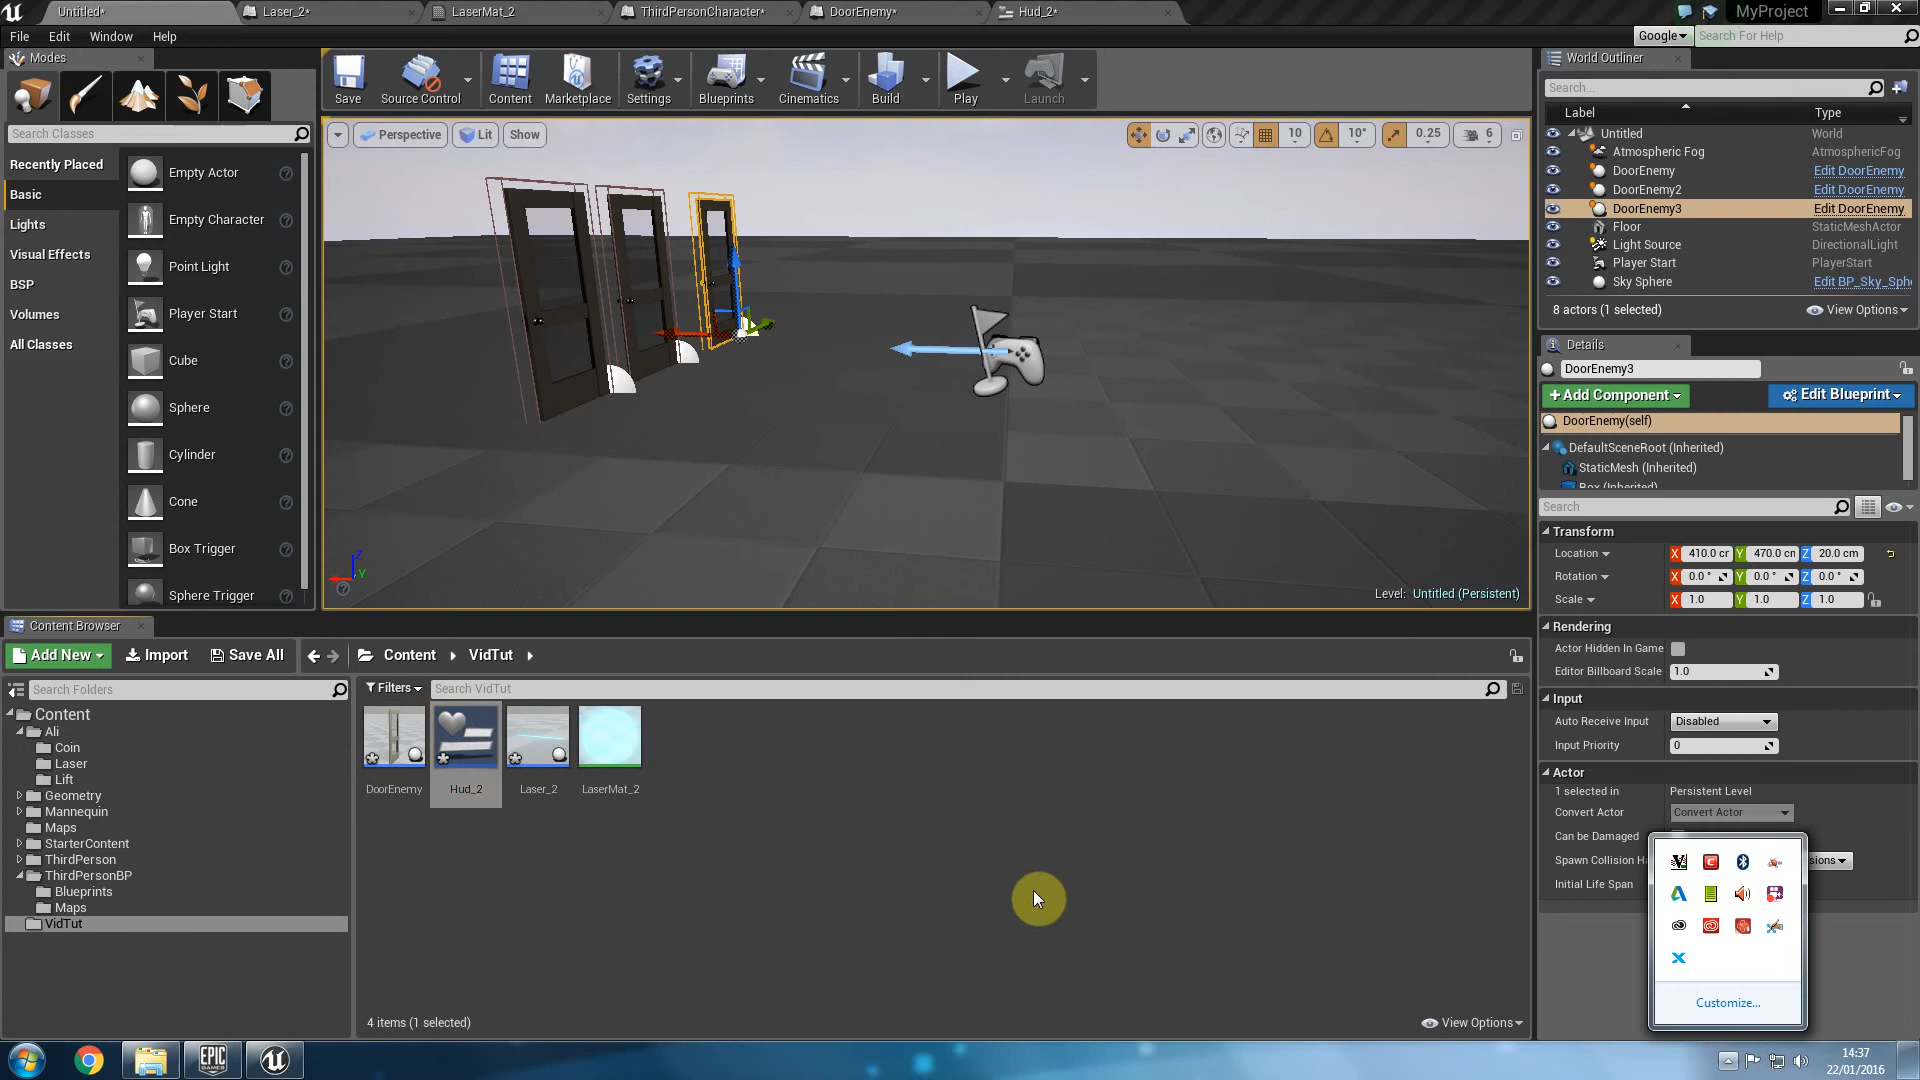 Untitled*
Laser_2*
LaserMat_2
ThirdPersonCharacter*
DoorEnemy*
Hud_2*
MyProject
File Edit Window Help
Google
Search For Help
Modes
Save
Source Control
Content
Marketplace
Settings
Blueprints
Cinematics
Build
Play
Launch
World Outliner
Search...
Label
Type
Search Classes
Recently Placed
Basic
Lights
Visual Effects
BSP
Volumes
All Classes
Empty Actor
Empty Character
Point Light
Player Start
Cube
Sphere
Cylinder
Cone
Box Trigger
Sphere Trigger
Perspective
Lit
Show
10
10°
0.25
6
Level: Untitled (Persistent)
Untitled World
Atmospheric Fog AtmosphericFog
DoorEnemy Edit DoorEnemy
DoorEnemy2 Edit DoorEnemy
DoorEnemy3 Edit DoorEnemy
Floor StaticMeshActor
Light Source DirectionalLight
Player Start PlayerStart
Sky Sphere Edit BP_Sky_Sph
8 actors (1 selected)
View Options
Details
DoorEnemy3
+Add Component
Edit Blueprint
DoorEnemy(self)
DefaultSceneRoot (Inherited)
StaticMesh (Inherited)
Box (Inherited)
Search
Transform
Location X 410.0 cr Y 470.0 cn Z 20.0 cm
Rotation X 0.0 ° Y 0.0 ° Z 0.0 °
Scale X 1.0 Y 1.0 Z 1.0
Rendering
Actor Hidden In Game
Editor Billboard Scale 1.0
Input
Auto Receive Input Disabled
Input Priority 0
Actor
1 selected in Persistent Level
Convert Actor Convert Actor
Can be Damaged
Spawn Collision Ha
sions
Initial Life Span
Customize...
Content Browser
Add New
Import
Save All
Content
VidTut
Search Folders
Filters
Search VidTut
Content
Ali
Coin
Laser
Lift
Geometry
Mannequin
Maps
StarterContent
ThirdPerson
ThirdPersonBP
Blueprints
Maps
VidTut
DoorEnemy
Hud_2
Laser_2
LaserMat_2
4 items (1 selected)
View Options
EPIC
GAMES
14:37
22/01/2016